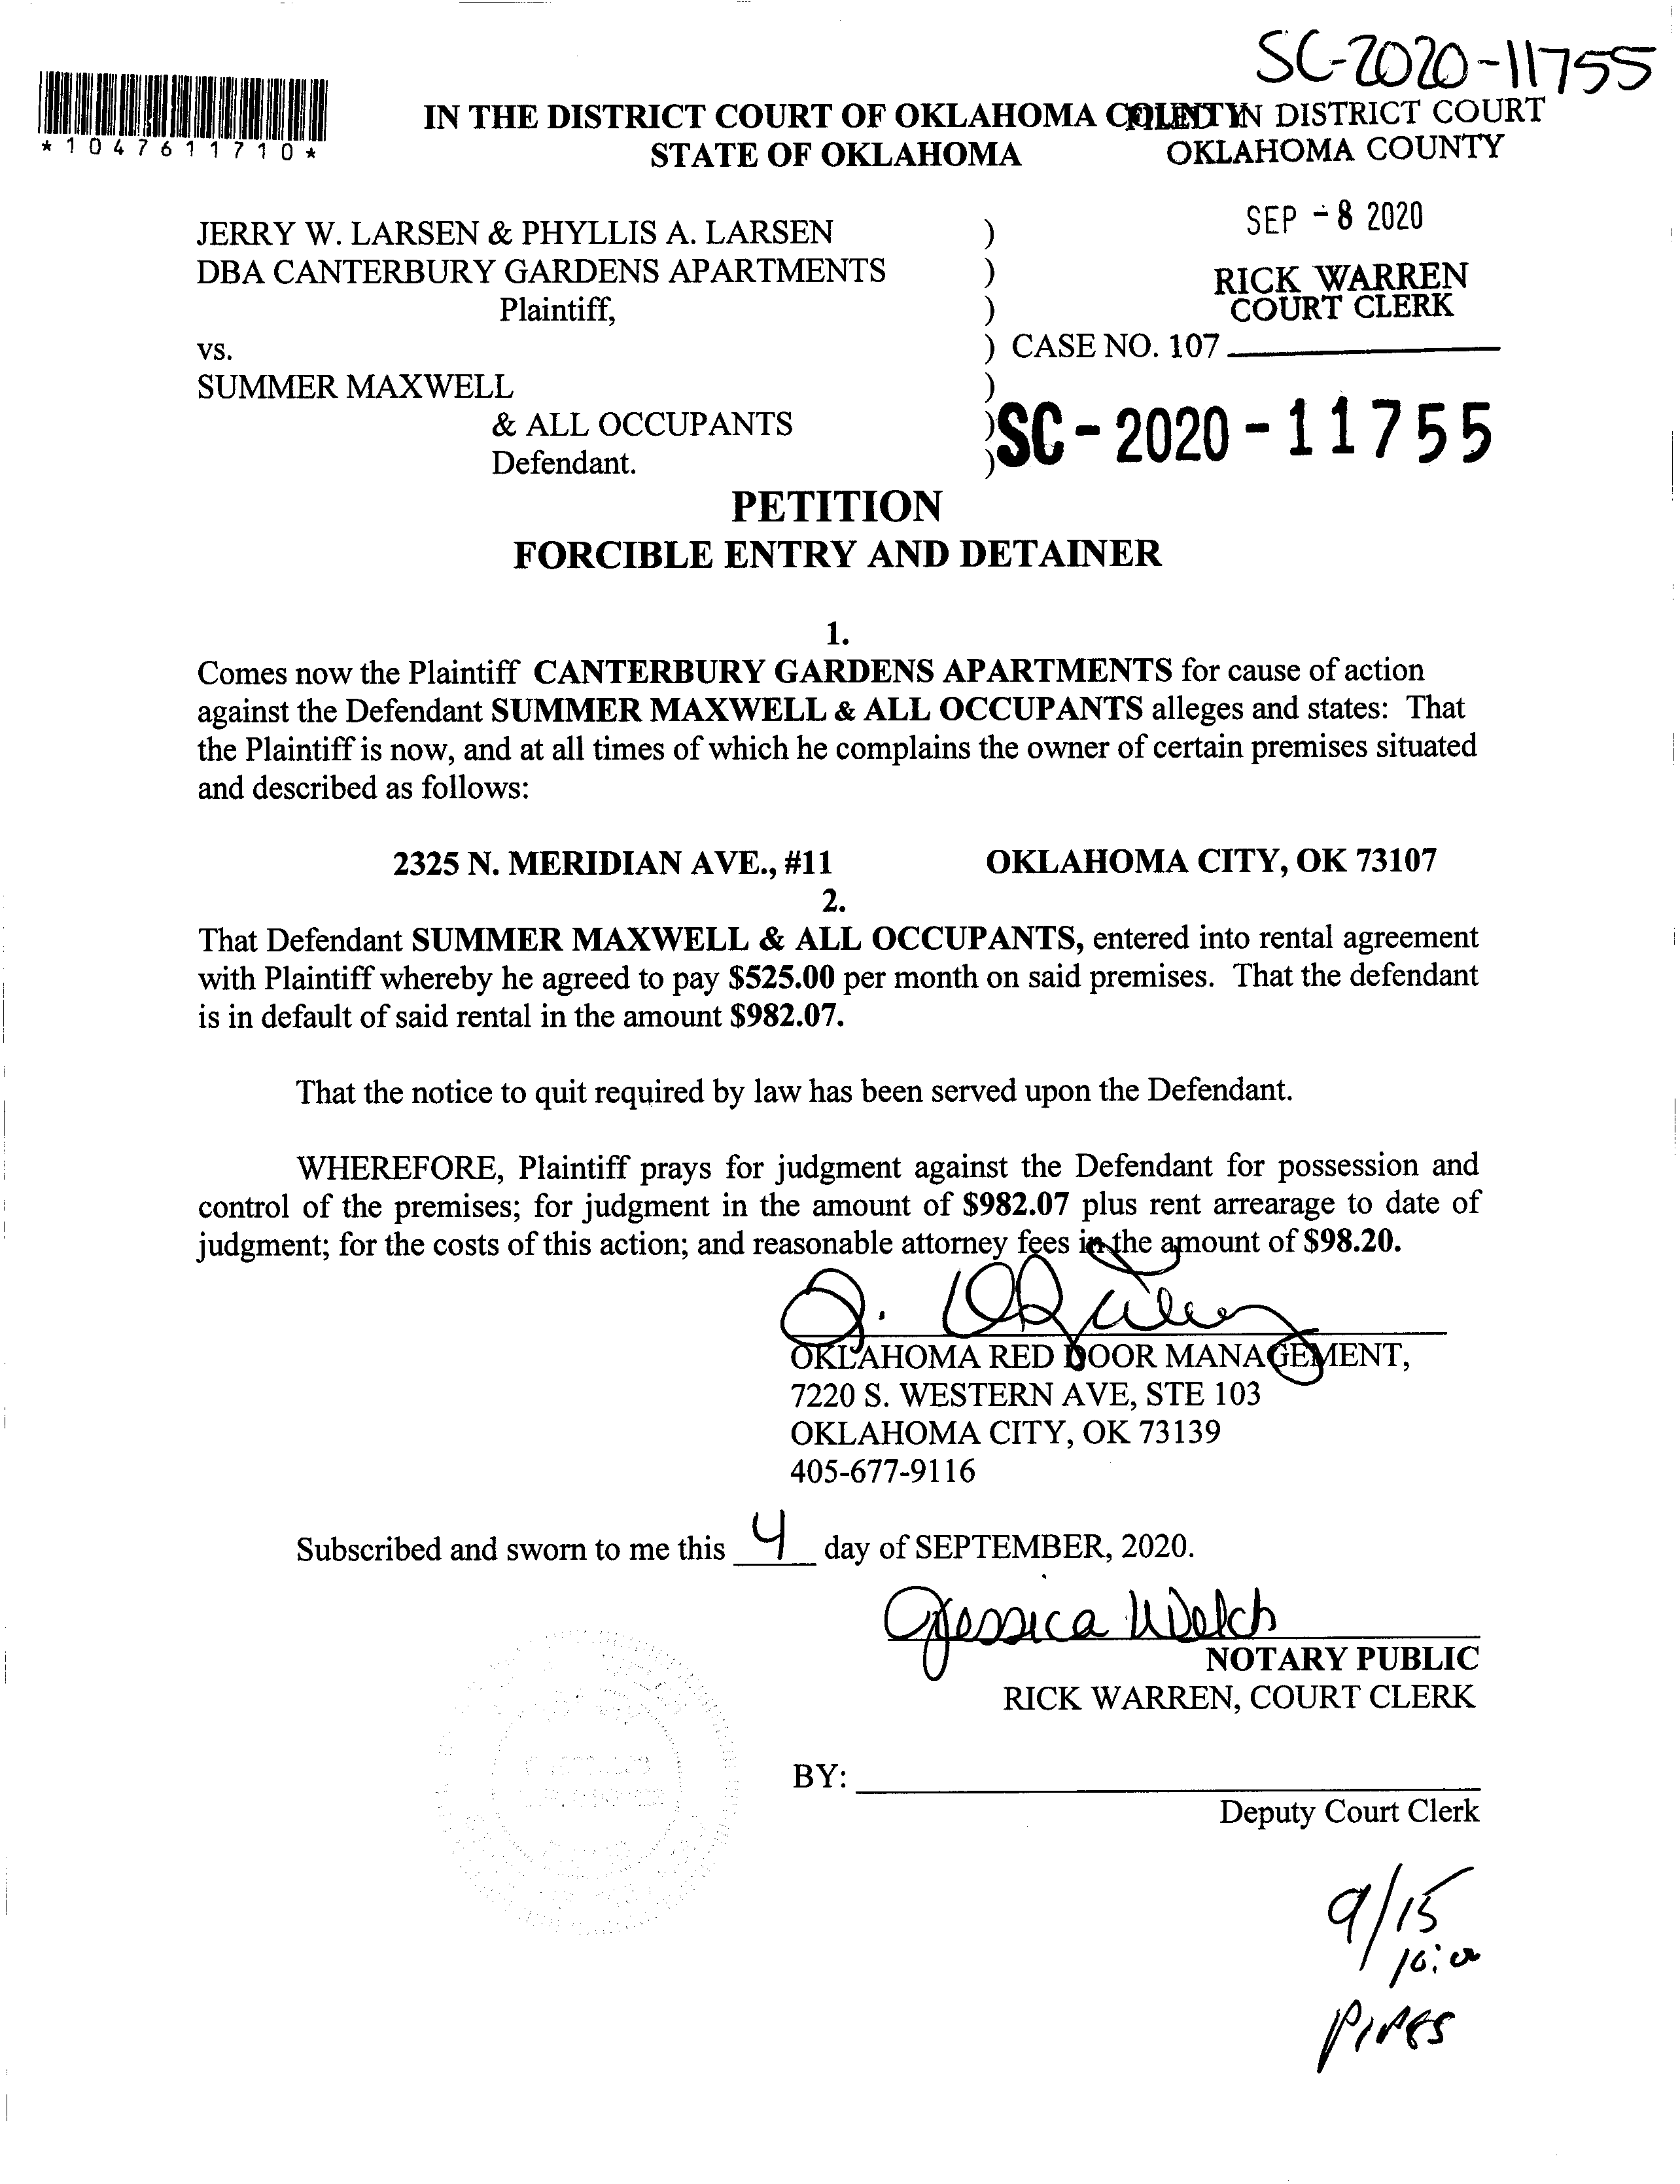 SC-2020-11755
*1047611710*
IN THE DISTRICT COURT OF OKLAHOMA COUNTY
FILED IN DISTRICT COURT
STATE OF OKLAHOMA
OKLAHOMA COUNTY
SEP -8 2020
RICK WARREN
COURT CLERK
JERRY W. LARSEN & PHYLLIS A. LARSEN )
DBA CANTERBURY GARDENS APARTMENTS )
Plaintiff, )
vs. ) CASE NO. 107
SUMMER MAXWELL )
& ALL OCCUPANTS )
SC-2020-11755
Defendant. )
PETITION
FORCIBLE ENTRY AND DETAINER
1.
Comes now the Plaintiff CANTERBURY GARDENS APARTMENTS for cause of action
against the Defendant SUMMER MAXWELL & ALL OCCUPANTS alleges and states: That
the Plaintiff is now, and at all times of which he complains the owner of certain premises situated
and described as follows:
2325 N. MERIDIAN AVE., #11 OKLAHOMA CITY, OK 73107
2.
That Defendant SUMMER MAXWELL & ALL OCCUPANTS, entered into rental agreement
with Plaintiff whereby he agreed to pay $525.00 per month on said premises. That the defendant
is in default of said rental in the amount $982.07.
That the notice to quit required by law has been served upon the Defendant.
WHEREFORE, Plaintiff prays for judgment against the Defendant for possession and
control of the premises; for judgment in the amount of $982.07 plus rent arrearage to date of
judgment; for the costs of this action; and reasonable attorney fees in the amount of $98.20.
OKLAHOMA RED DOOR MANAGEMENT,
7220 S. WESTERN AVE, STE 103
OKLAHOMA CITY, OK 73139
405-677-9116
Subscribed and sworn to me this 4 day of SEPTEMBER, 2020.
Jessica Welch
NOTARY PUBLIC
RICK WARREN, COURT CLERK
BY:
Deputy Court Clerk
9/15